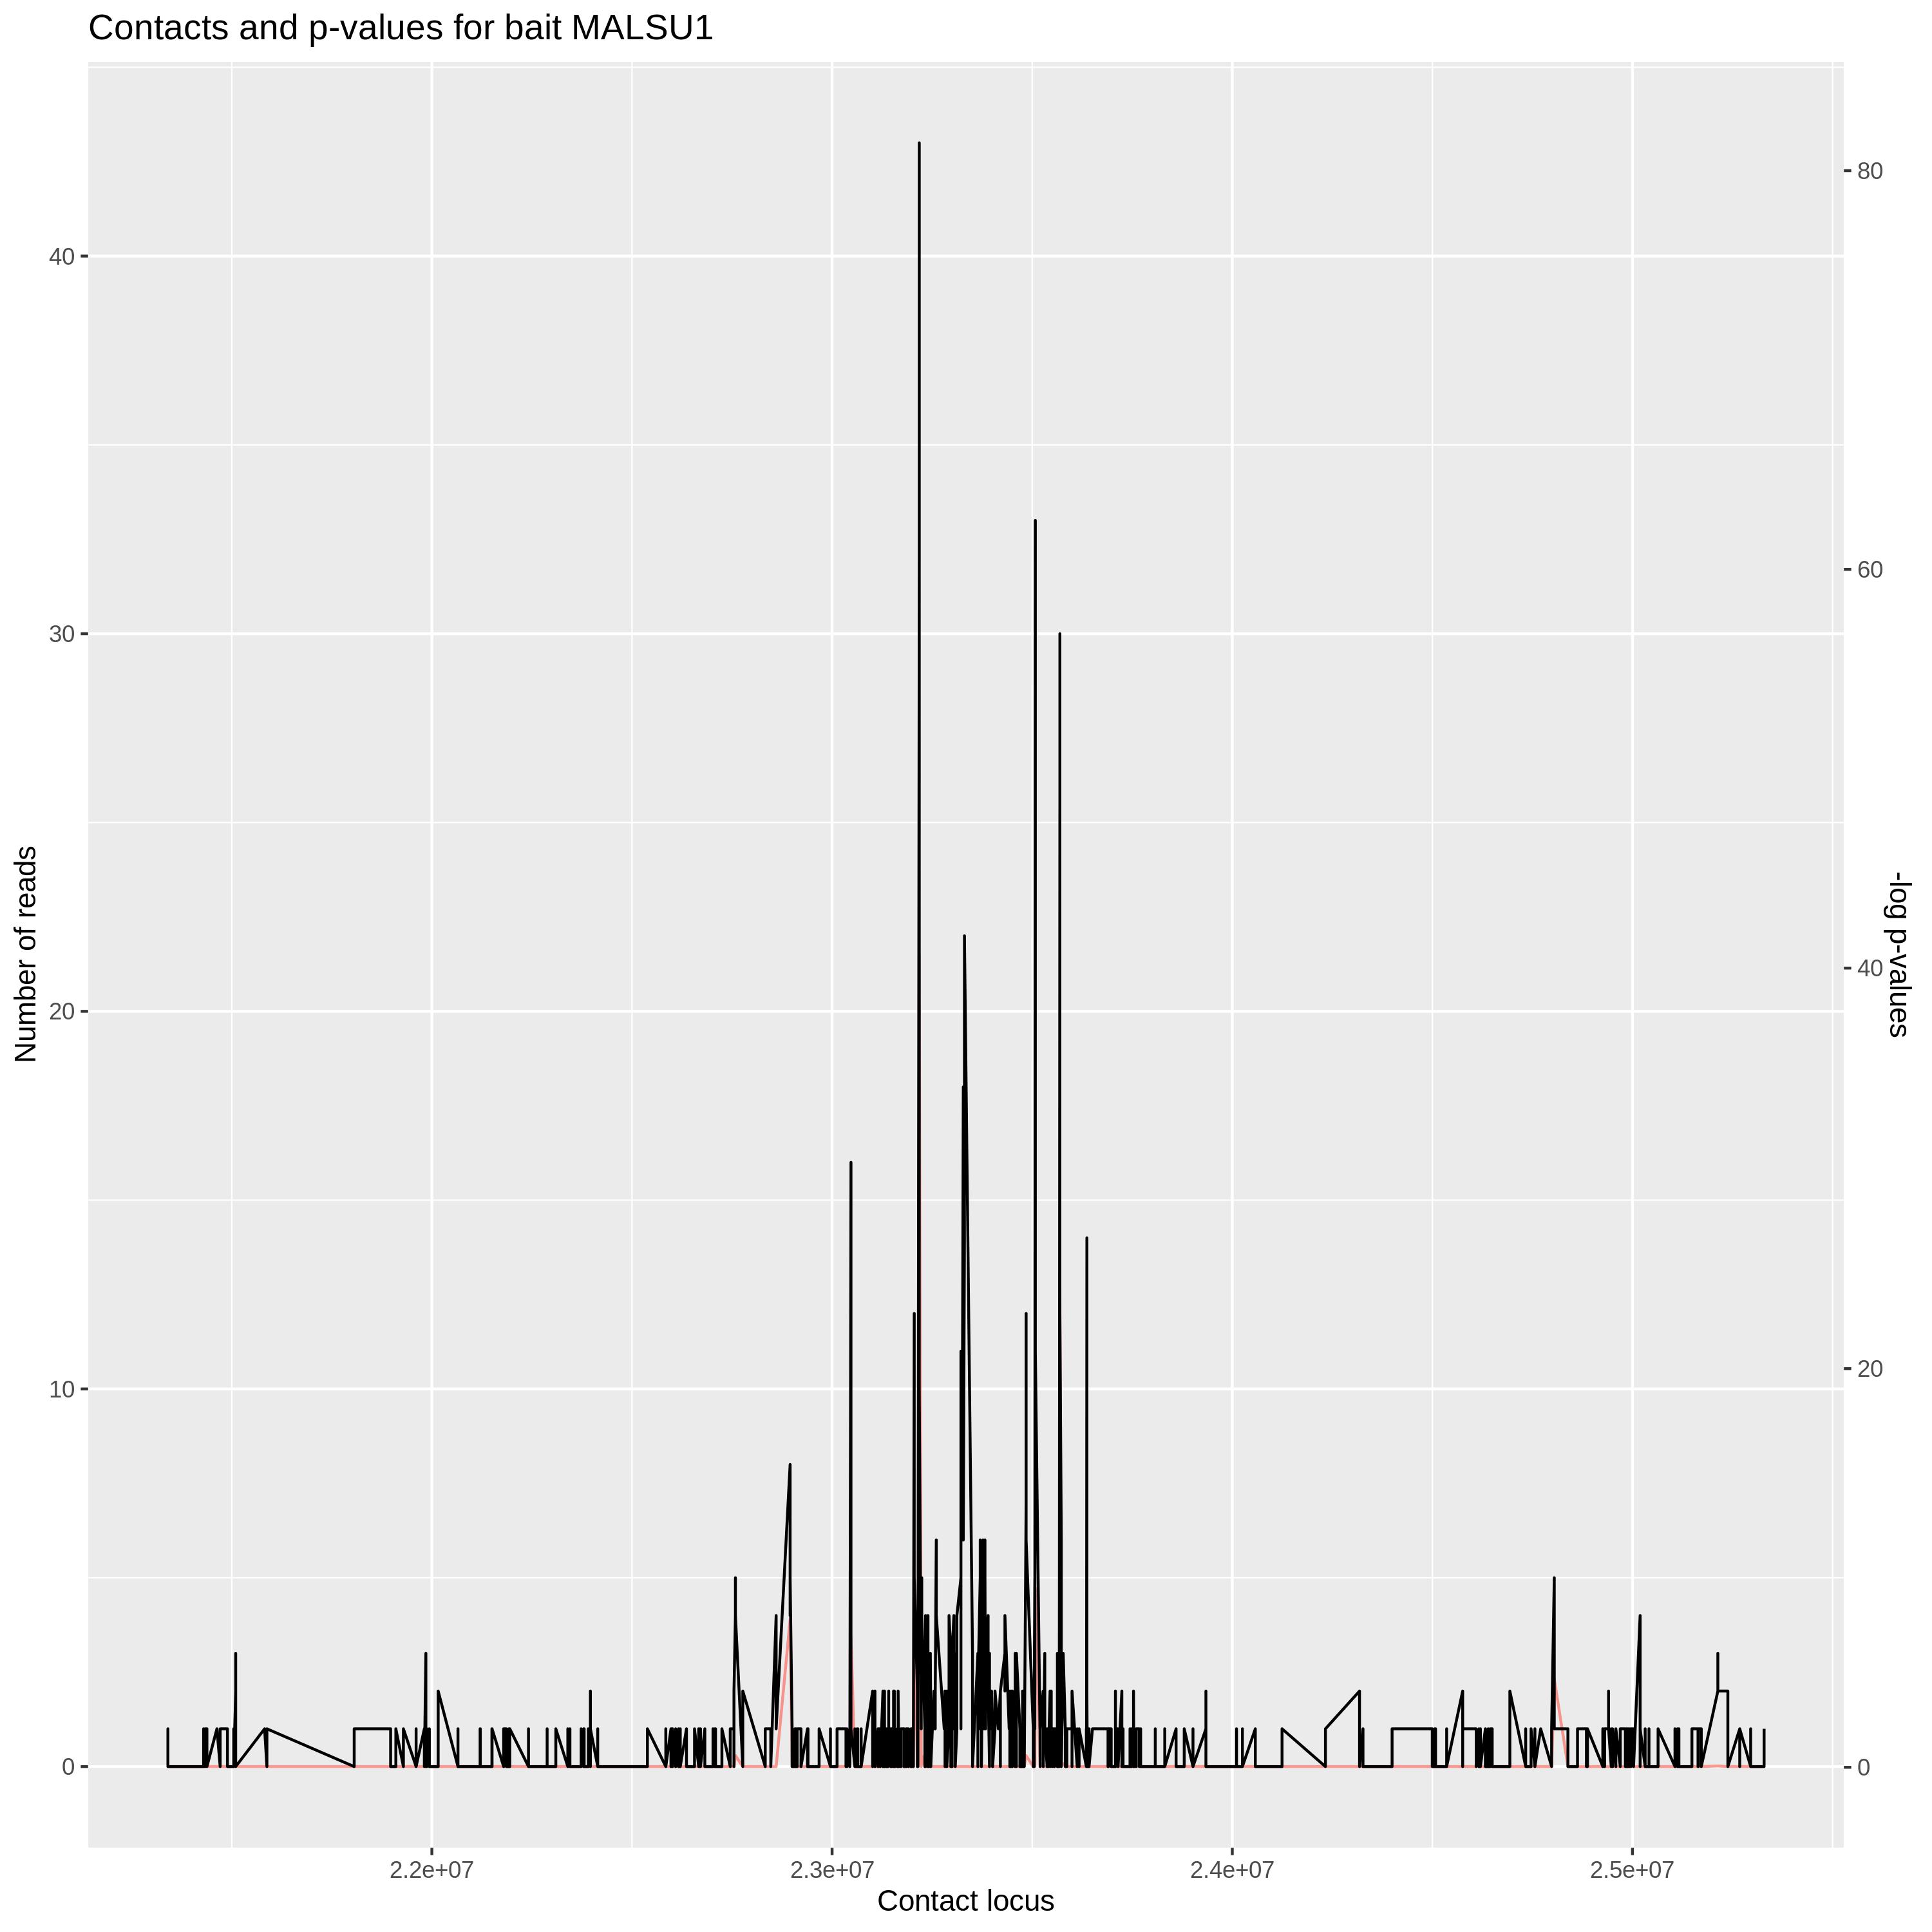 Contacts and p-values for bait MALSU1
40
30
20
10
0
Number of reads
80
60
40
20
0
-log p-values
2.2e+07
2.3e+07
2.4e+07
2.5e+07
Contact locus